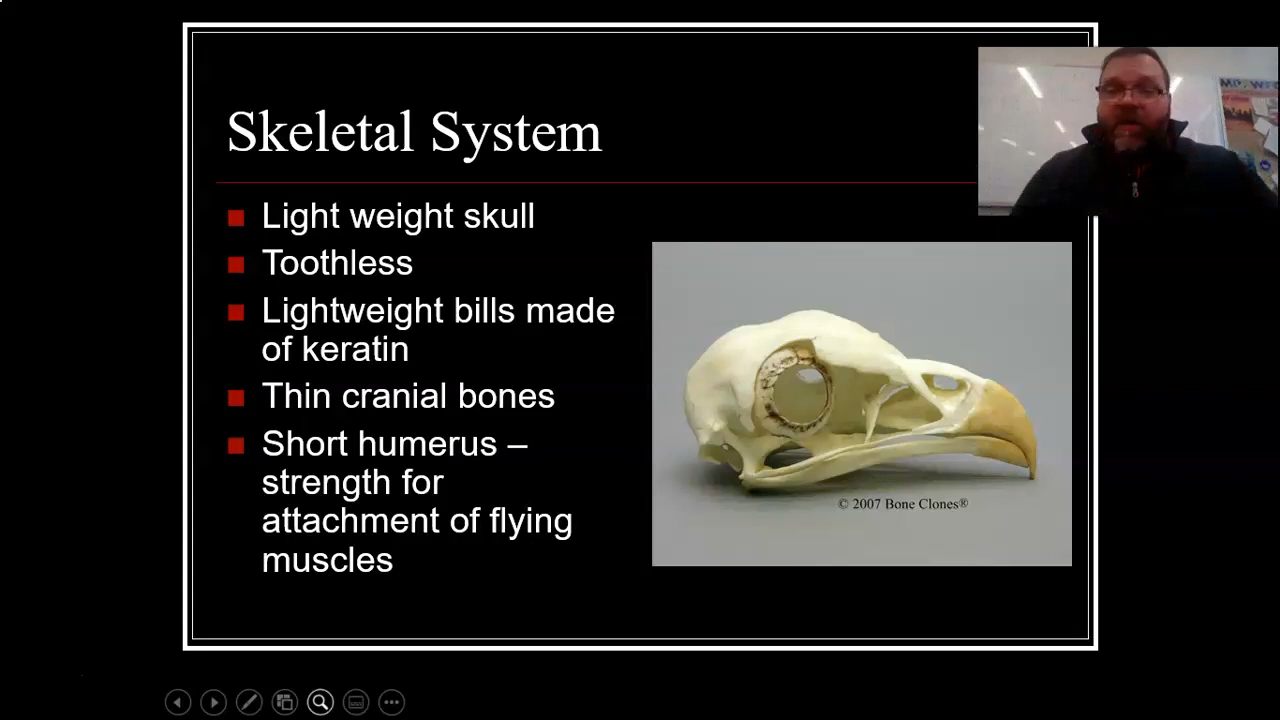 Skeletal System
Light weight skull
Toothless
Lightweight bills made
of keratin
Thin cranial bones
Short humerus –
strength for
attachment of flying
muscles
© 2007 Bone Clones®